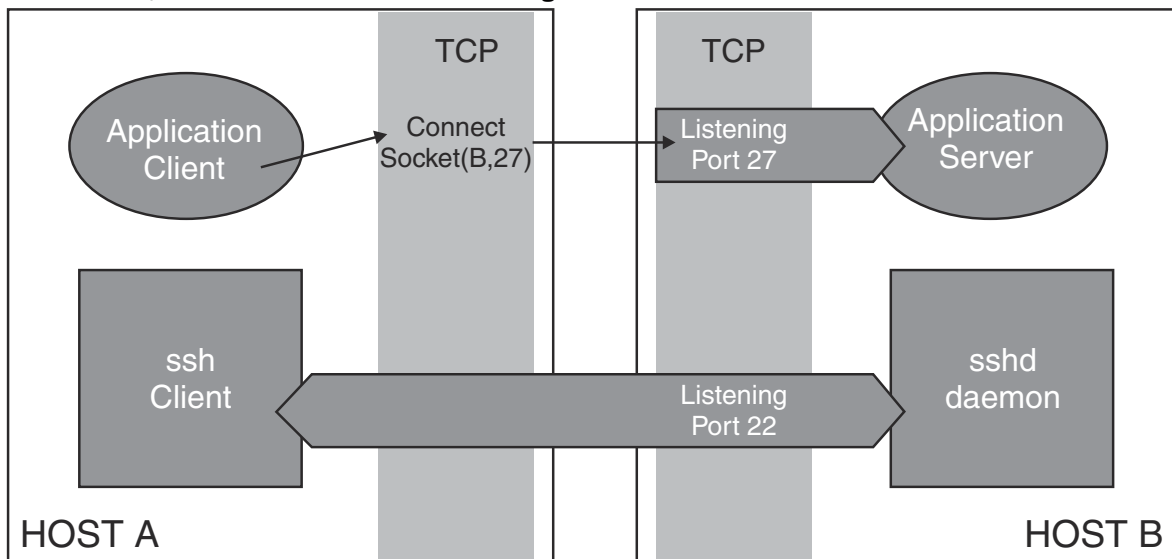 TCP
TCP
Application
Client
Connect
Socket(B,27)
Listening
Port 27
Application
Server
ssh
Client
Listening
Port 22
sshd
daemon
HOST A
HOST B